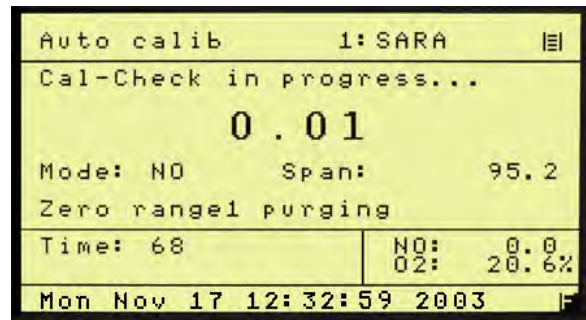 Auto calib 1:SARA
Cal-Check in progress...
0.01
Mode: NO Span: 95.2
Zero range1 purging
Time: 68
NO: 0.0
O2: 20.6%
Mon Nov 17 12:32:59 2003